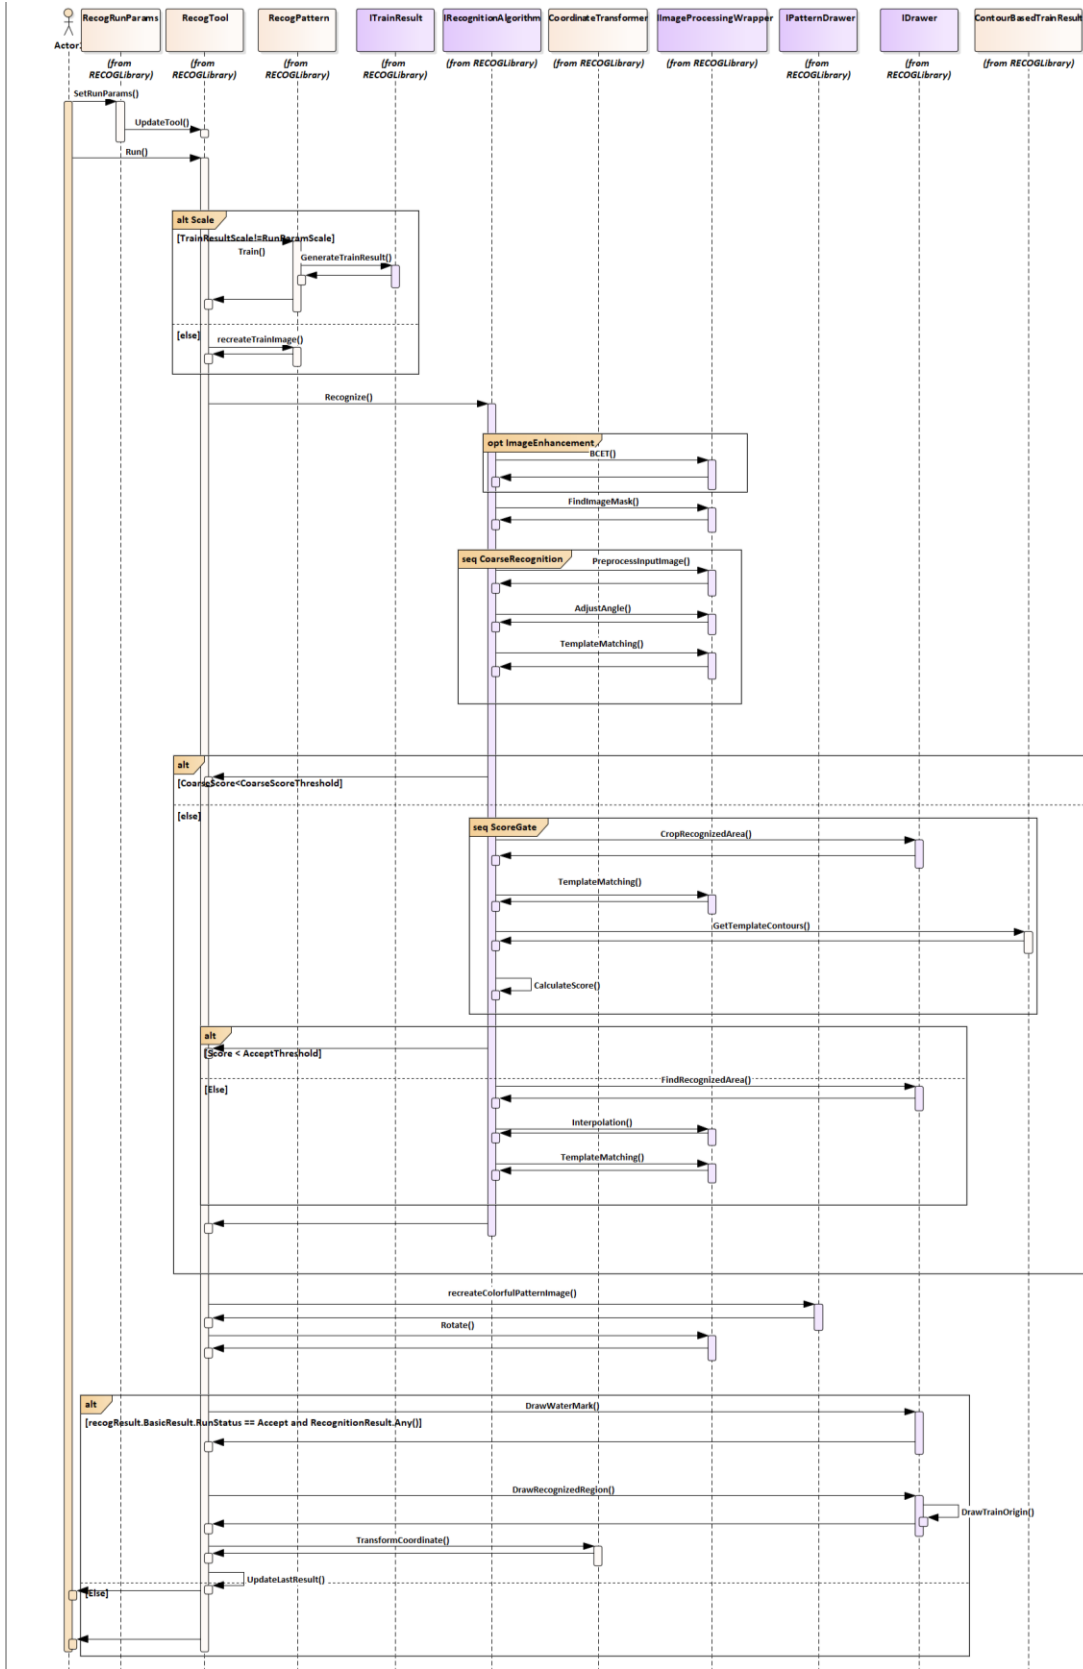 Actor
RecogRunParams
RecogTool
RecogPattern
ITrainResult
IRecognitionAlgorithm
CoordinateTransformer
IImageProcessingWrapper
IPatternDrawer
IDrawer
ContourBasedTrainResult
(from
RECOGLibrary)
(from
RECOGLibrary)
(from
RECOGLibrary)
(from
RECOGLibrary)
(from RECOGLibrary)
(from RECOGLibrary)
(from RECOGLibrary)
(from
RECOGLibrary)
(from
RECOGLibrary)
(from RECOGLibrary)
SetRunParams()
UpdateTool()
Run()
alt Scale
[TrainResultScale!=RunParamScale]
Train()
GenerateTrainResult()
[else]
recreateTrainImage()
Recognize()
opt ImageEnhancement
BCET()
FindImageMask()
seq CoarseRecognition
PreprocessInputImage()
AdjustAngle()
TemplateMatching()
alt
[CoarseScore<CoarseScoreThreshold]
[else]
seq ScoreGate
CropRecognizedArea()
TemplateMatching()
GetTemplateContours()
CalculateScore()
alt
[Score < AcceptThreshold]
[Else]
FindRecognizedArea()
Interpolation()
TemplateMatching()
recreateColorfulPatternImage()
Rotate()
alt
[recogResult.BasicResult.RunStatus == Accept and RecognitionResult.Any()]
DrawWaterMark()
DrawRecognizedRegion()
DrawTrainOrigin()
TransformCoordinate()
UpdateLastResult()
[Else]